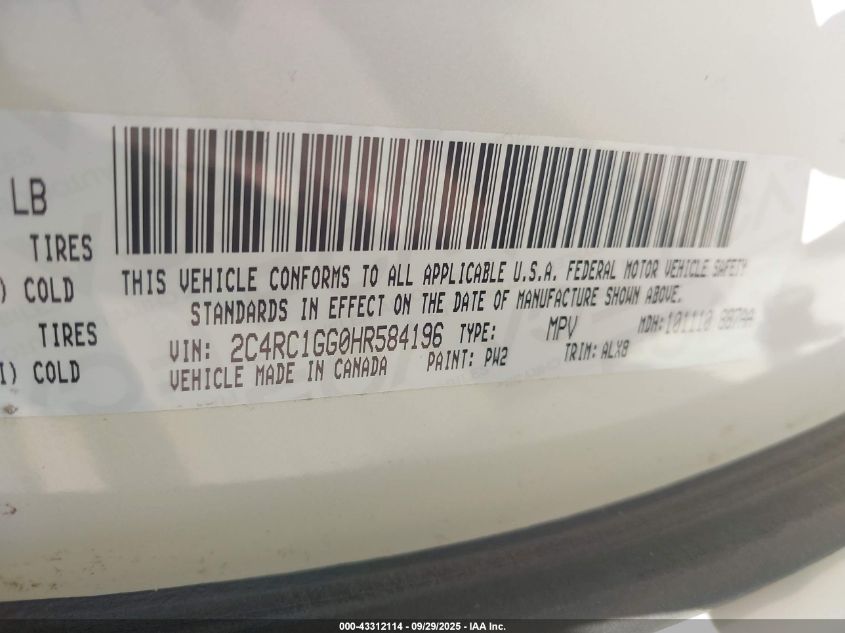 LB
TIRES
) COLD
TIRES
I) COLD
THIS VEHICLE CONFORMS TO ALL APPLICABLE U.S.A. FEDERAL MOTOR VEHICLE SAFETY
STANDARDS IN EFFECT ON THE DATE OF MANUFACTURE SHOWN ABOVE.
VIN: 2C4RC1GG0HR584196 TYPE: MPV MDH: 101110
VEHICLE MADE IN CANADA PAINT: PW2 TRIM: ALX8
000-43312114 - 09/29/2025 - IAA Inc.